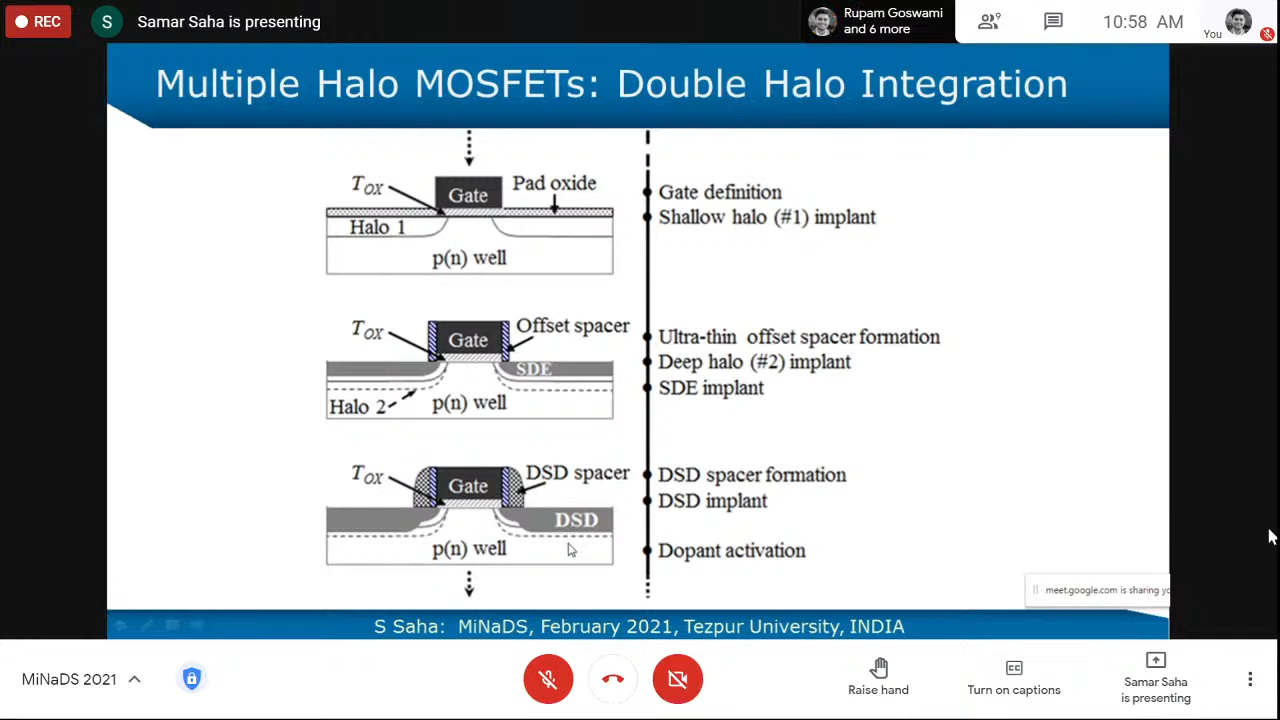 REC
S
Samar Saha is presenting
Rupam Goswami
and 6 more
9
10:58 AM
You
Multiple Halo MOSFETs: Double Halo Integration
TOX
Gate
Pad oxide
Halo 1
p(n) well
Gate definition
Shallow halo (#1) implant
TOX
Gate
Offset spacer
SDE
Halo 2
p(n) well
Ultra-thin offset spacer formation
Deep halo (#2) implant
SDE implant
TOX
Gate
DSD spacer
DSD
p(n) well
DSD spacer formation
DSD implant
Dopant activation
meet.google.com is sharing yo
S Saha: MiNaDS, February 2021, Tezpur University, INDIA
MiNaDS 2021
Raise hand
CC
Turn on captions
Samar Saha
is presenting